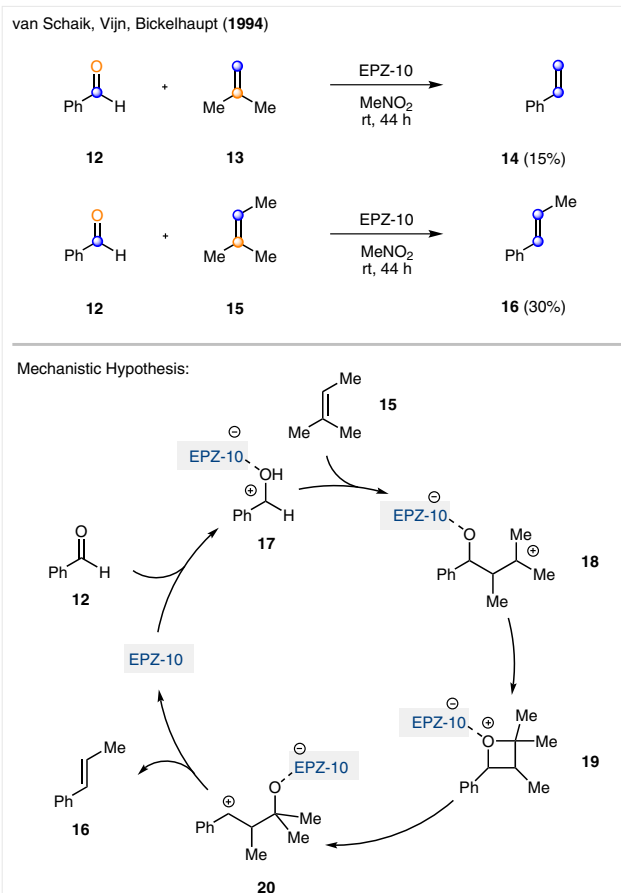 van Schaik, Vijn, Bickelhaupt (1994)
O
Ph
H
12
+
Me
Me
13
EPZ-10
MeNO2
rt, 44 h
Ph
14 (15%)
O
Ph
H
12
+
Me
Me
Me
15
EPZ-10
MeNO2
rt, 44 h
Me
Ph
16 (30%)
Mechanistic Hypothesis:
Me
Me
Me
15
⊖
EPZ-10
OH
⊕
Ph
H
17
⊖
EPZ-10
O
Me
⊕
Ph
Me
Me
18
O
Ph
H
12
EPZ-10
⊖
EPZ-10
⊕
O
Me
Me
Ph
Me
19
Me
Ph
16
⊖
EPZ-10
O
⊕
Ph
Me
Me
Me
20